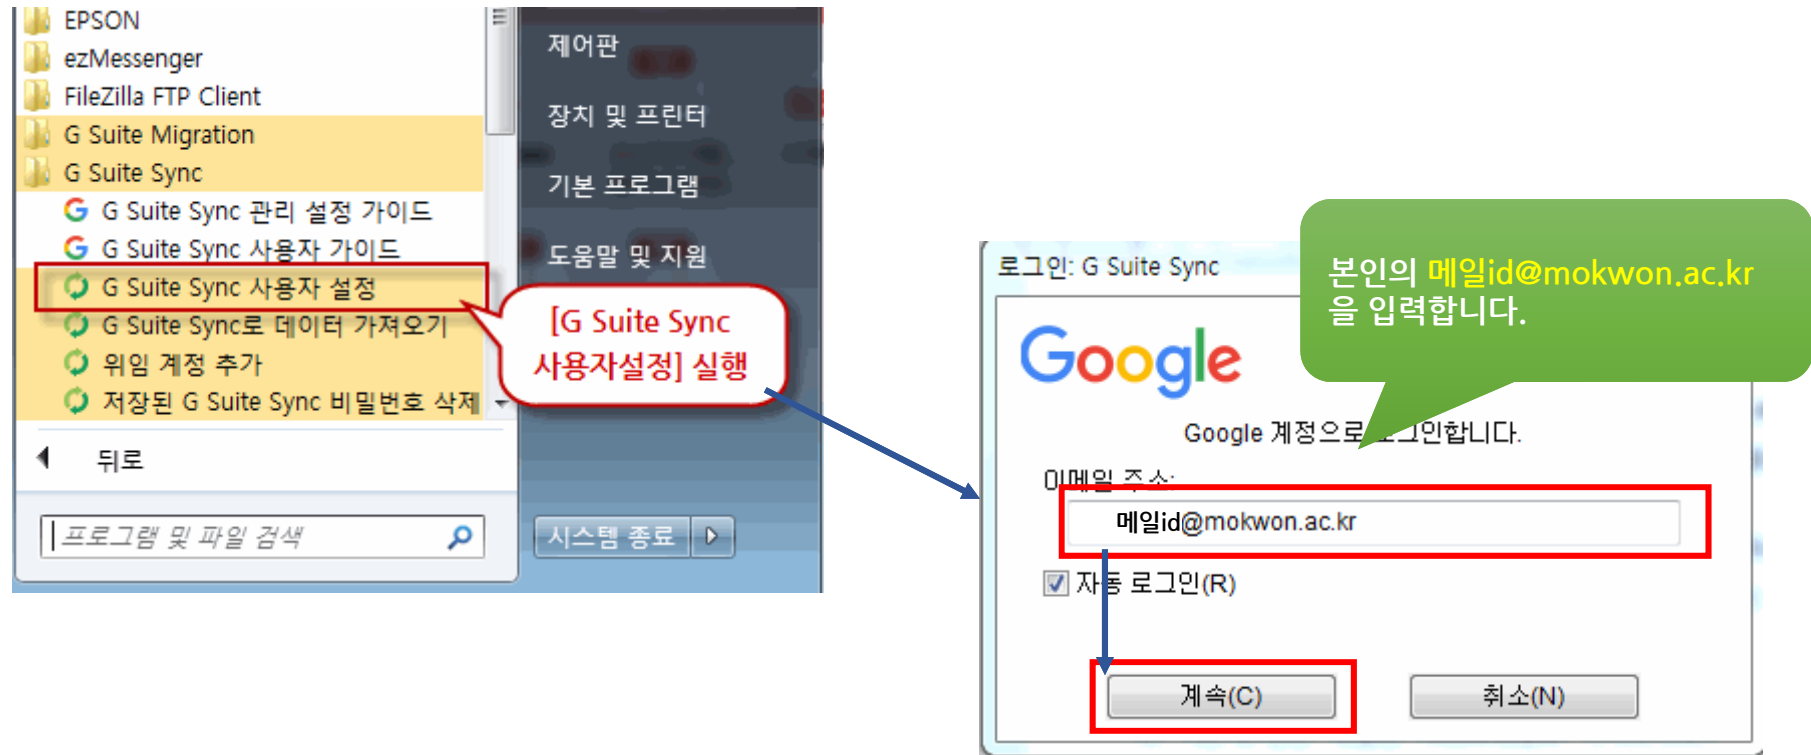 EPSON
ezMessenger
FileZilla FTP Client
G Suite Migration
G Suite Sync
G Suite Sync 관리 설정 가이드
G Suite Sync 사용자 가이드
G Suite Sync 사용자 설정
G Suite Sync로 데이터 가져오기
위임 계정 추가
저장된 G Suite Sync 비밀번호 삭제
뒤로
프로그램 및 파일 검색
제어판
장치 및 프린터
기본 프로그램
도움말 및 지원
시스템 종료
[G Suite Sync
사용자설정] 실행
로그인: G Suite Sync
본인의 메일id@mokwon.ac.kr
을 입력합니다.
Google
Google 계정으로 로그인합니다.
이메일 주소:
메일id@mokwon.ac.kr
자동 로그인(R)
계속(C)
취소(N)